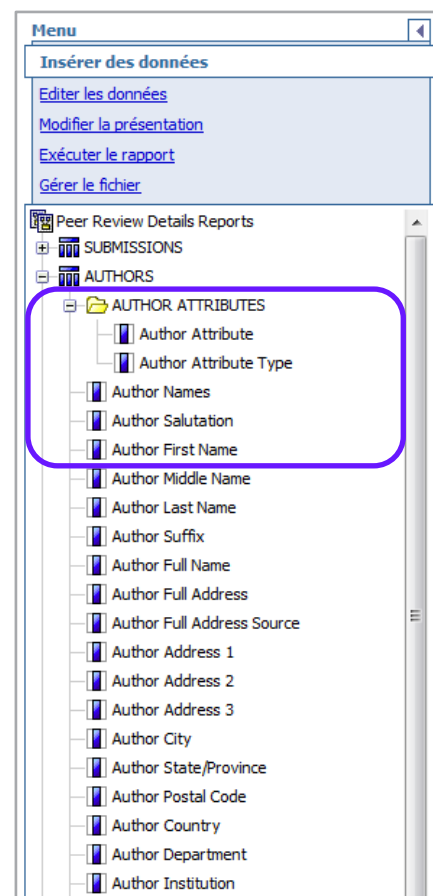 Menu
Insérer des données
Editer les données
Modifier la présentation
Exécuter le rapport
Gérer le fichier
Peer Review Details Reports
SUBMISSIONS
AUTHORS
AUTHOR ATTRIBUTES
Author Attribute
Author Attribute Type
Author Names
Author Salutation
Author First Name
Author Middle Name
Author Last Name
Author Suffix
Author Full Name
Author Full Address
Author Full Address Source
Author Address 1
Author Address 2
Author Address 3
Author City
Author State/Province
Author Postal Code
Author Country
Author Department
Author Institution